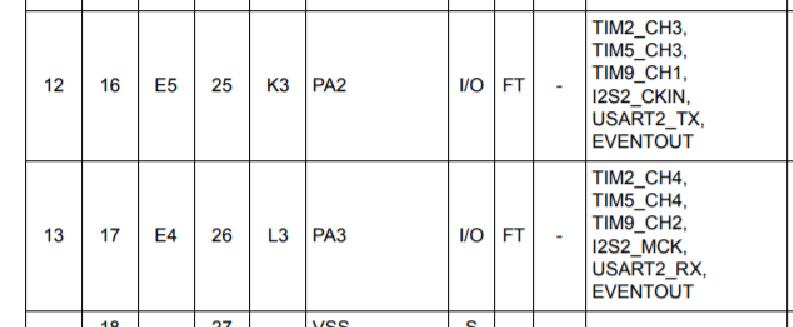 12 16 E5 25 K3 PA2 I/O FT - TIM2_CH3,
TIM5_CH3,
TIM9_CH1,
I2S2_CKIN,
USART2_TX,
EVENTOUT
13 17 E4 26 L3 PA3 I/O FT - TIM2_CH4,
TIM5_CH4,
TIM9_CH2,
I2S2_MCK,
USART2_RX,
EVENTOUT
18 27 VSS S